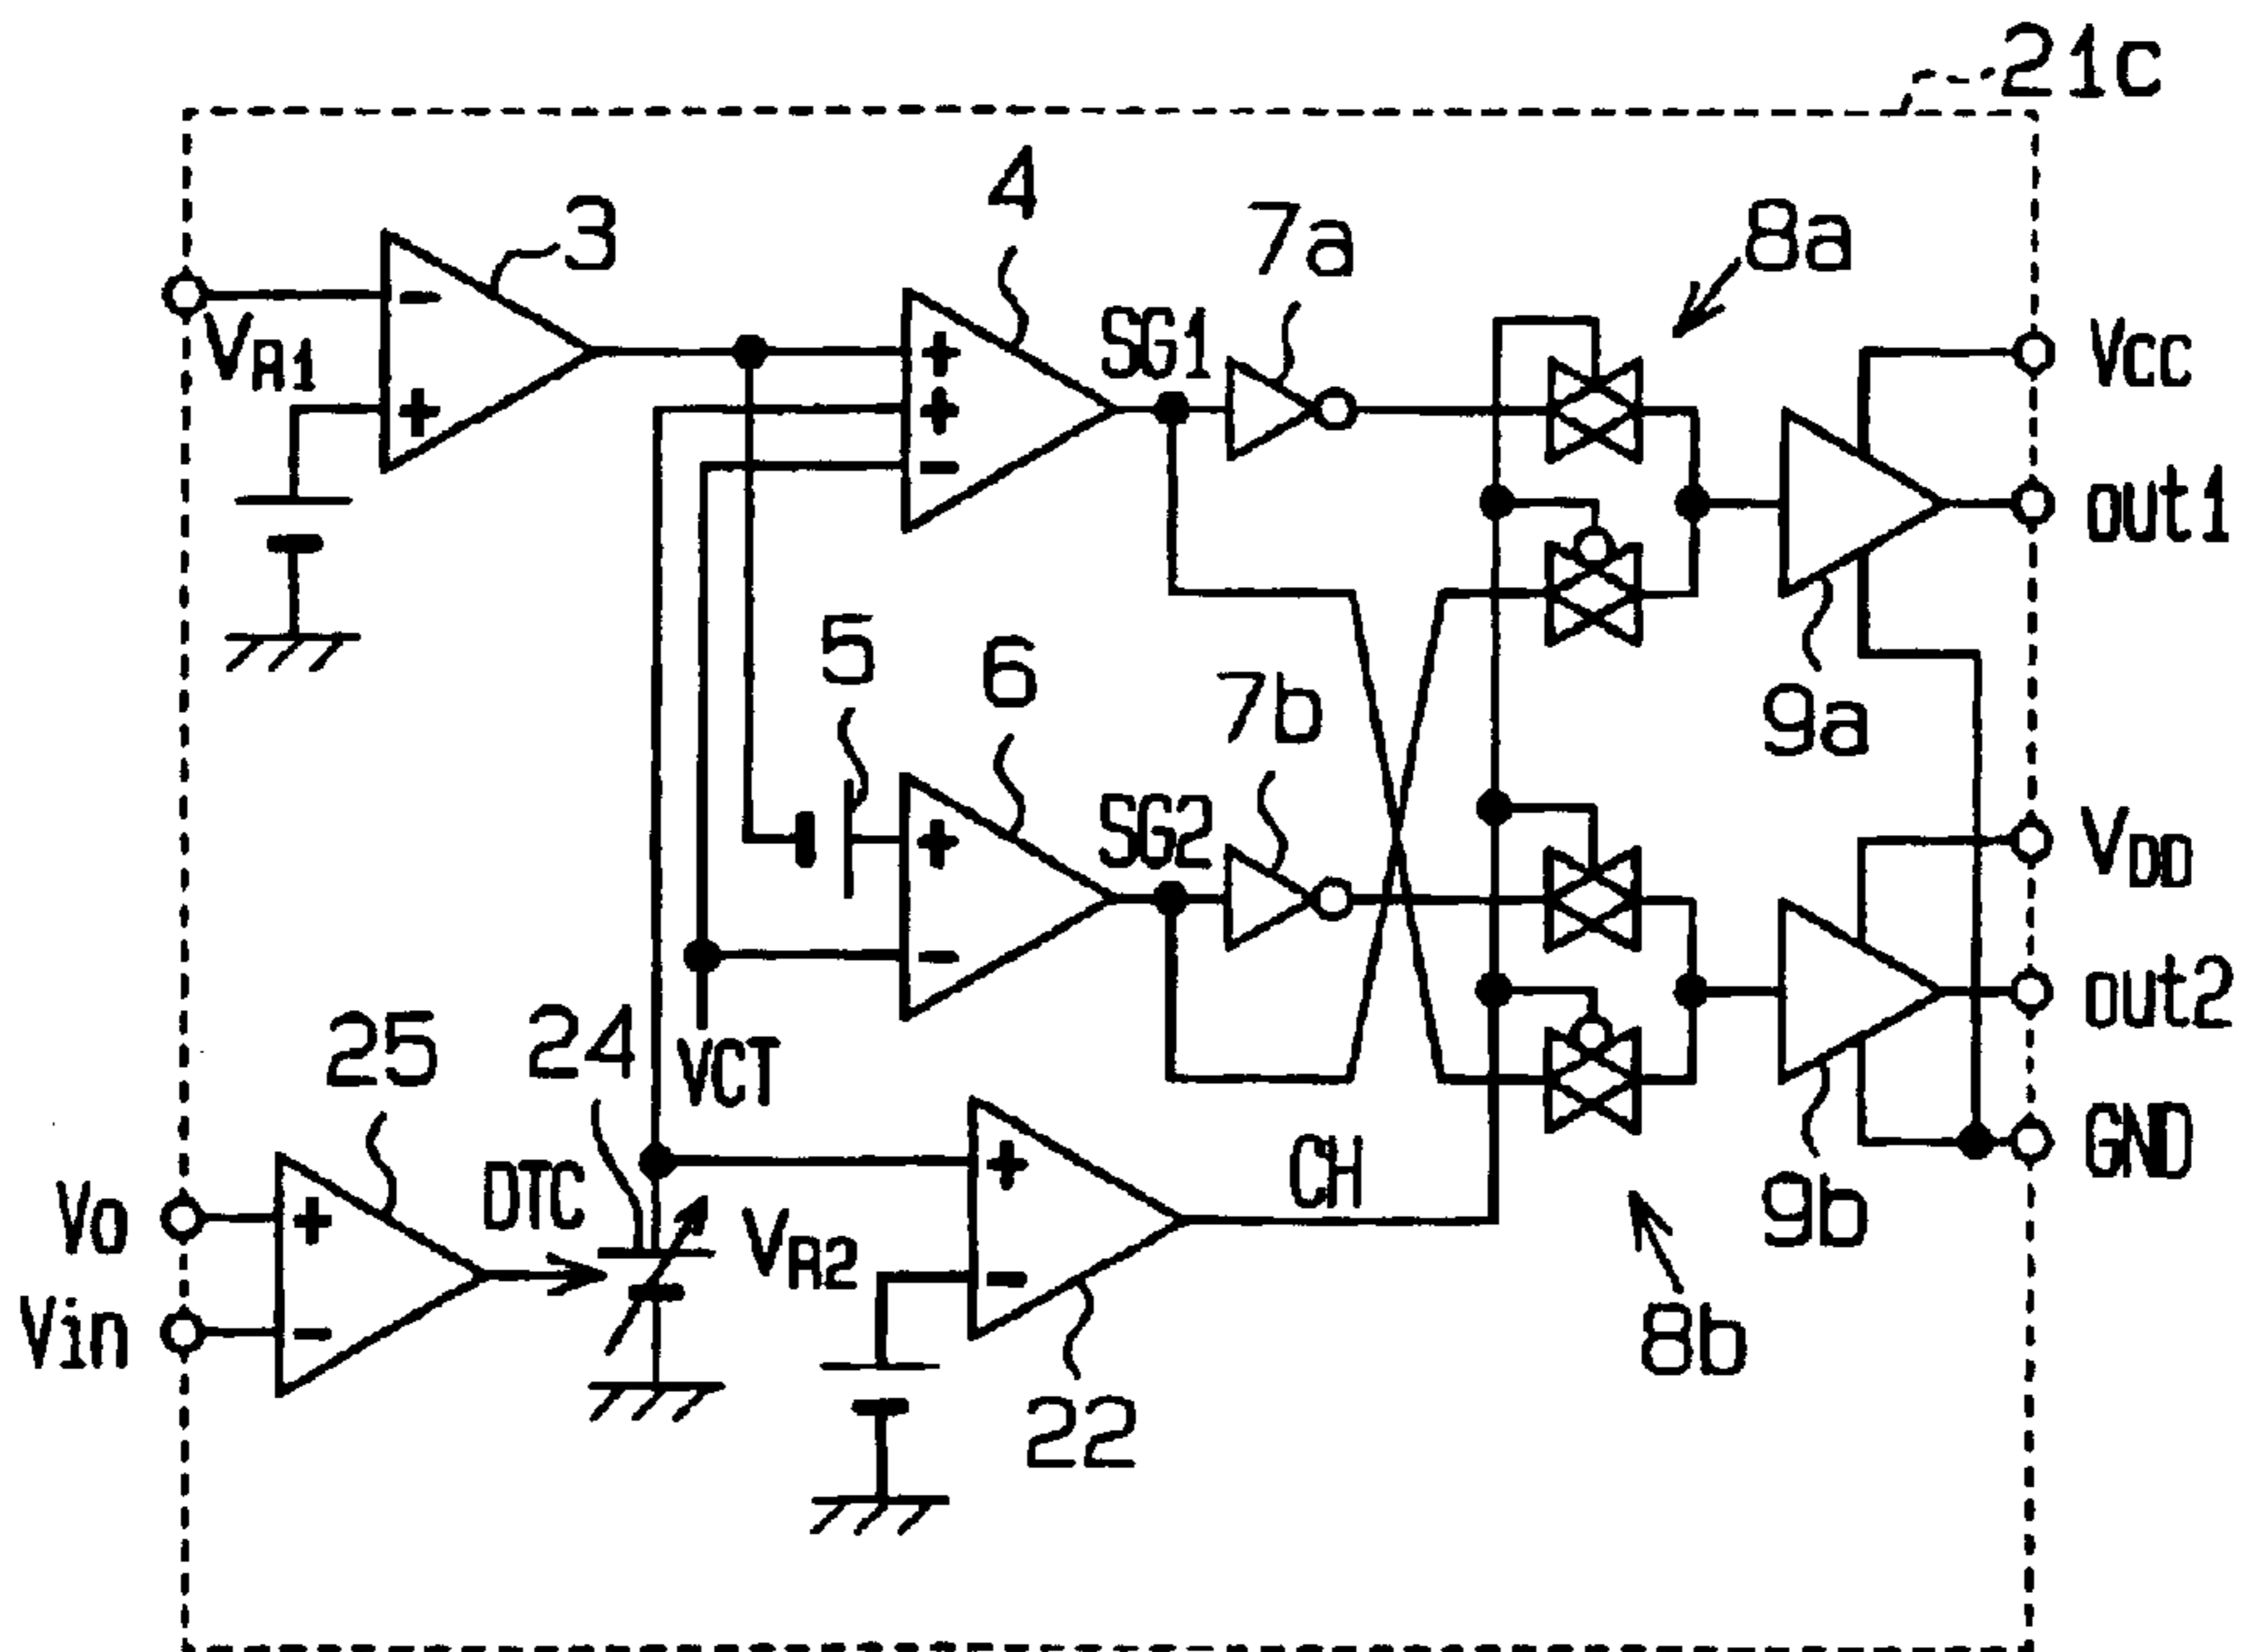 21c
3
4
7a
8a
VR1
SG1
VCC
out1
5
6
7b
9a
SG2
VDD
out2
25
24
VCT
DTC
CH
GND
Vo
VR2
9b
Vin
8b
22